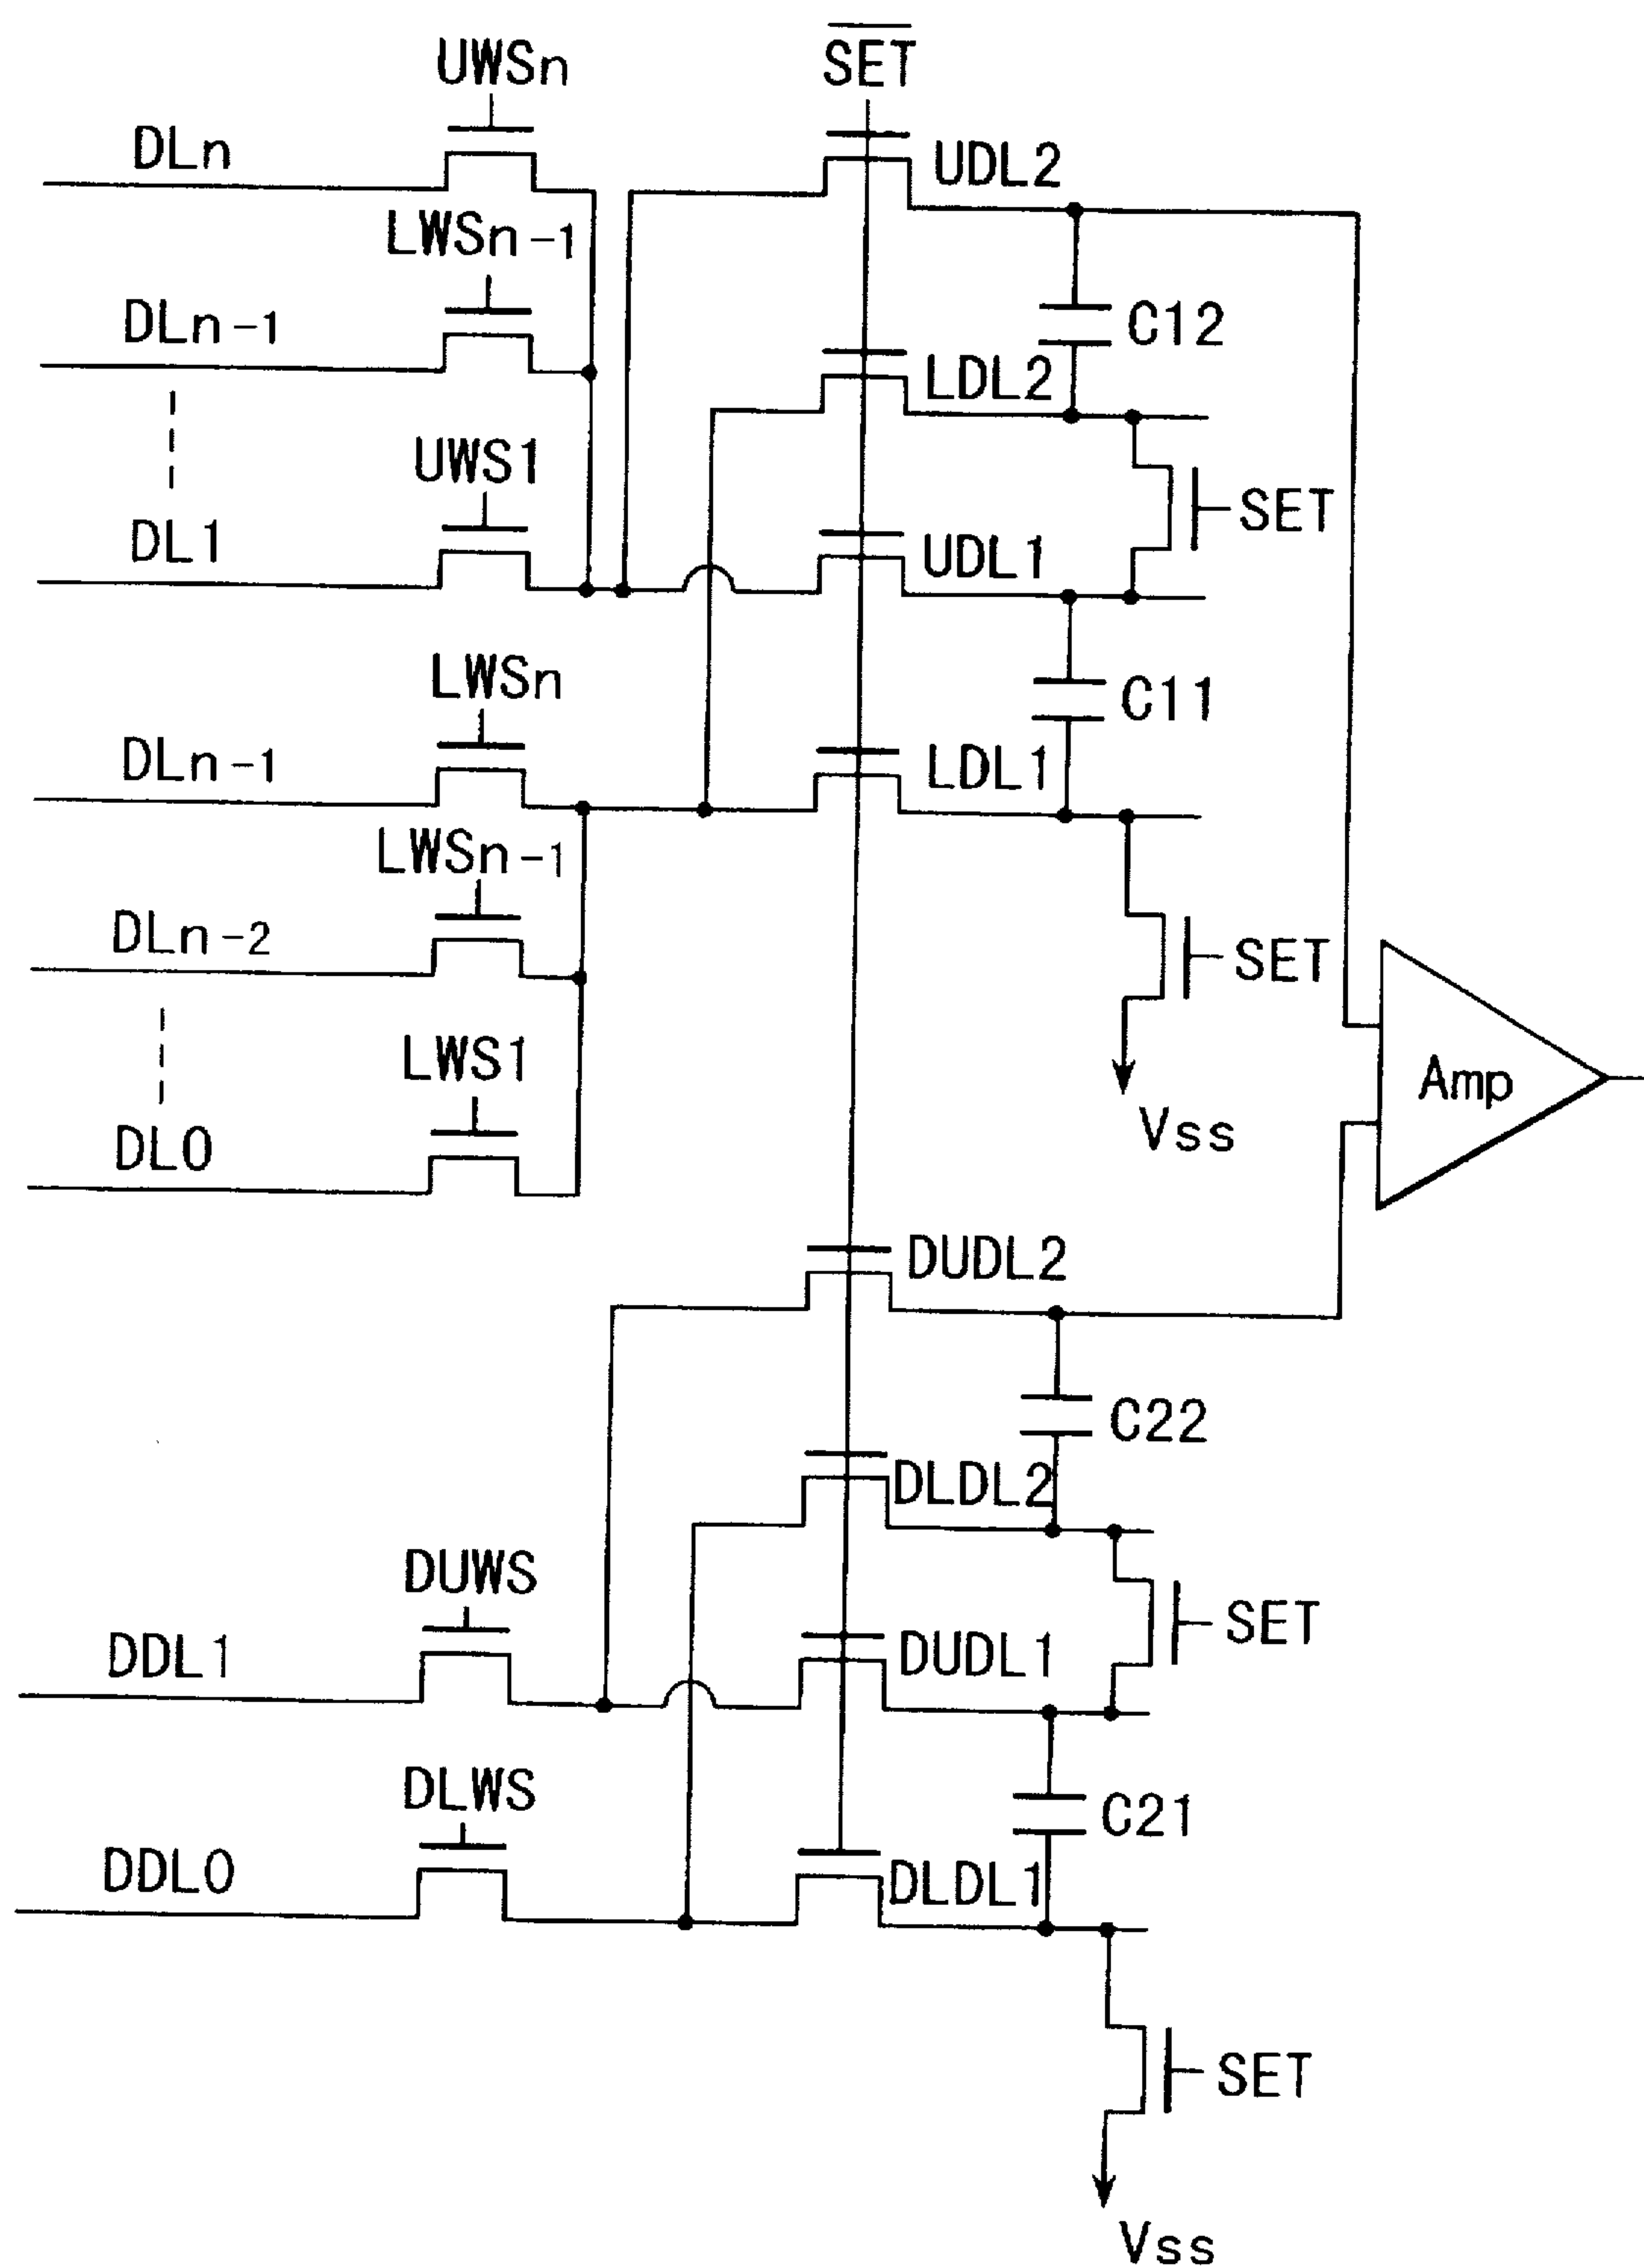 UWSn
SET
DLn
UDL2
LWSn-1
DLn-1
C12
LDL2
UWS1
SET
DL1
UDL1
LWSn
C11
DLn-1
LDL1
LWSn-1
DLn-2
SET
LWS1
Amp
Vss
DL0
DUDL2
C22
DLDL2
DUWS
SET
DDL1
DUDL1
DLWS
C21
DDL0
DLDL1
SET
Vss